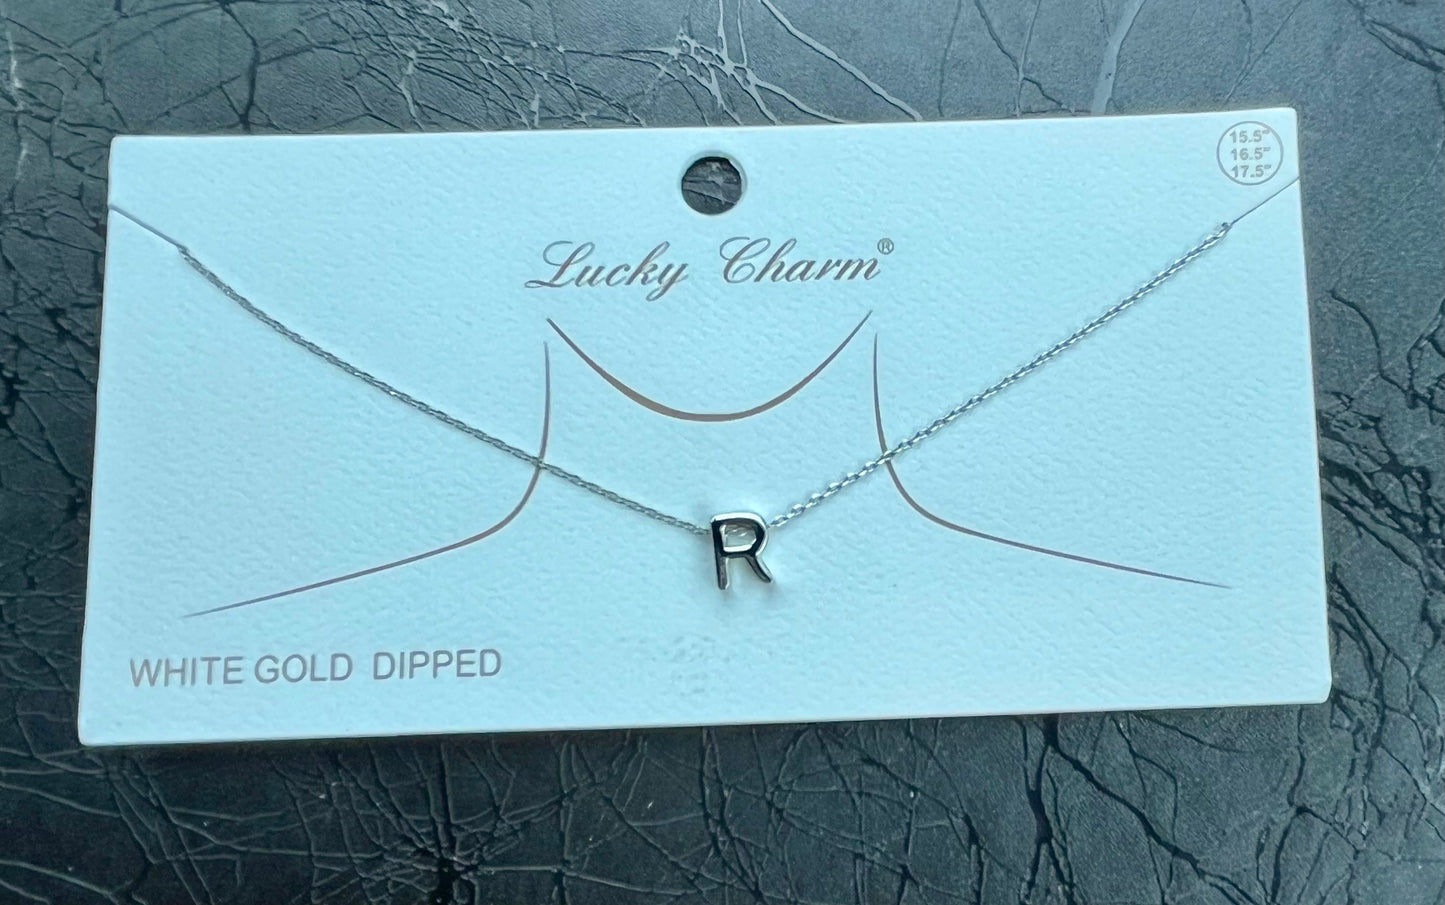 15.5"
16.5"
17.5"
Lucky Charm®
R
WHITE GOLD DIPPED